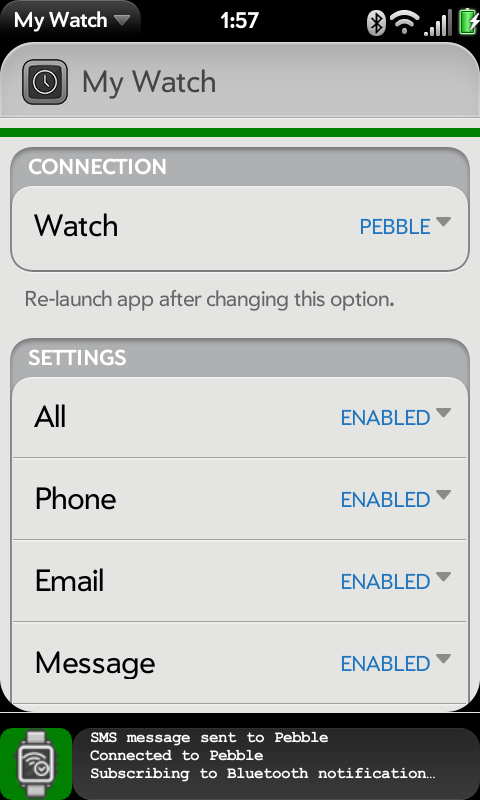 My Watch 1:57
My Watch
CONNECTION
Watch PEBBLE
Re-launch app after changing this option.
SETTINGS
All ENABLED
Phone ENABLED
Email ENABLED
Message ENABLED
SMS message sent to Pebble
Connected to Pebble
Subscribing to Bluetooth notification…